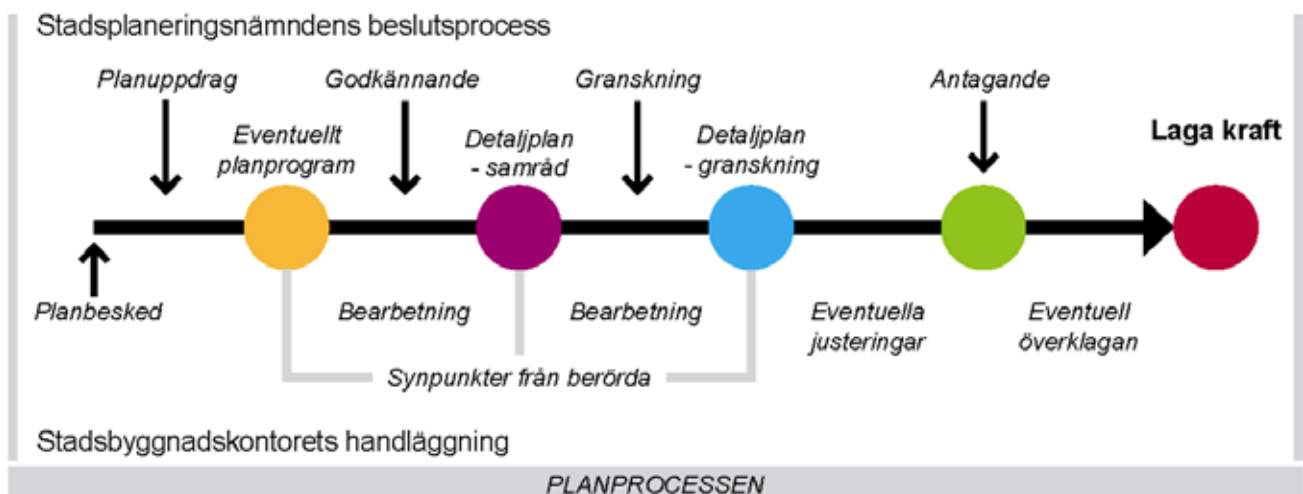 Stadsplaneringsnämndens beslutsprocess
Planuppdrag
Godkännande
Granskning
Antagande
Eventuellt
planprogram
Detaljplan
- samråd
Detaljplan
- granskning
Laga kraft
Planbesked
Bearbetning
Bearbetning
Eventuella
justeringar
Eventuell
överklagan
Synpunkter från berörda
Stadsbyggnadskontorets handläggning
PLANPROCESSEN